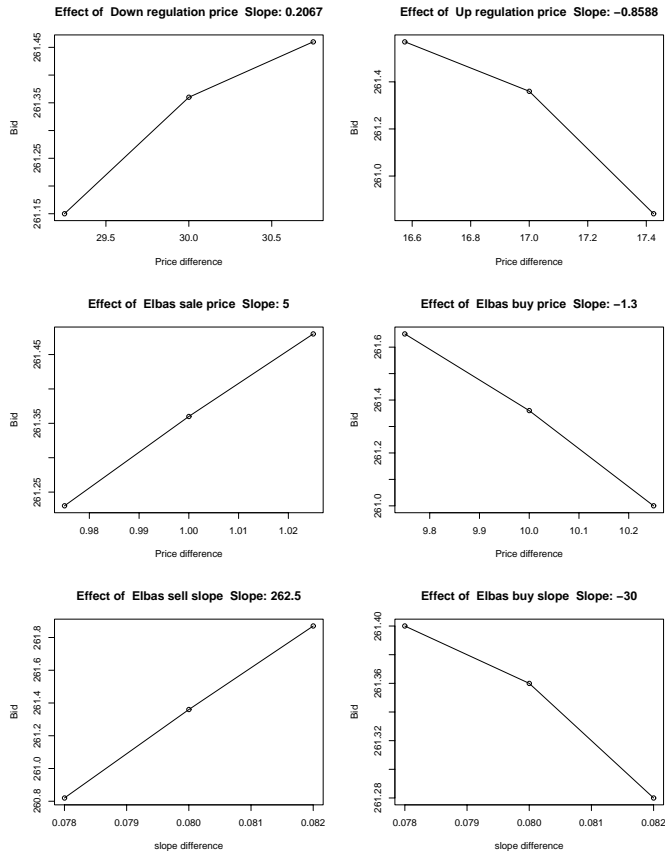 Effect of Down regulation price Slope: 0.2067
Bid
261.45
261.35
261.25
261.15
29.5 30.0 30.5
Price difference
Effect of Up regulation price Slope: −0.8588
Bid
261.4
261.2
261.0
16.6 16.8 17.0 17.2 17.4
Price difference
Effect of Elbas sale price Slope: 5
Bid
261.45
261.35
261.25
0.98 0.99 1.00 1.01 1.02
Price difference
Effect of Elbas buy price Slope: −1.3
Bid
261.6
261.4
261.2
261.0
9.8 9.9 10.0 10.1 10.2
Price difference
Effect of Elbas sell slope Slope: 262.5
Bid
261.8
261.6
261.4
261.2
261.0
260.8
0.078 0.079 0.080 0.081 0.082
slope difference
Effect of Elbas buy slope Slope: −30
Bid
261.40
261.36
261.32
261.28
0.078 0.079 0.080 0.081 0.082
slope difference